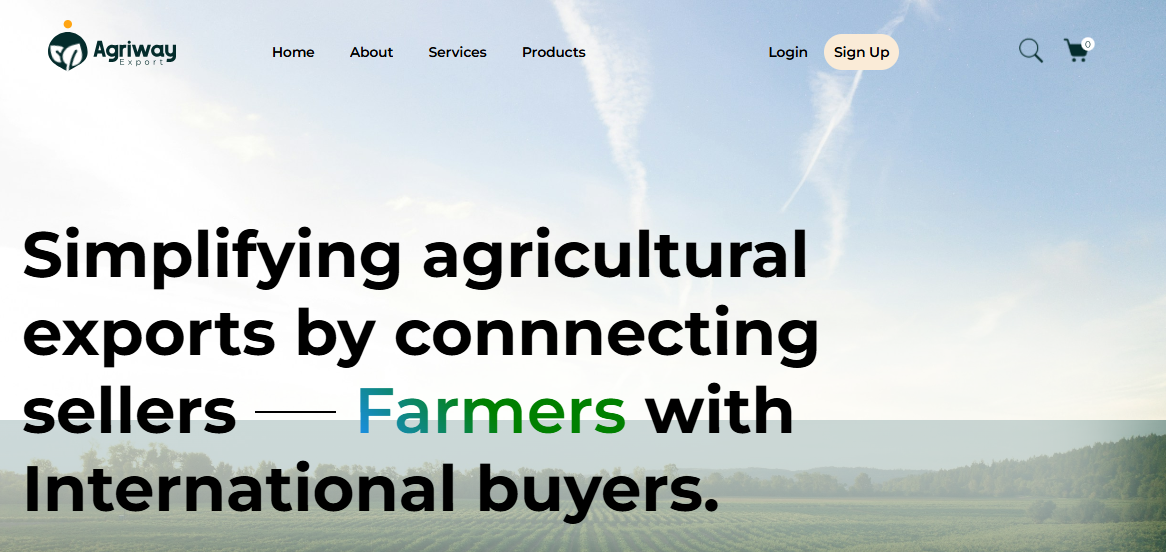 Agriway
Export
Home About Services Products Login Sign Up 0
Simplifying agricultural
exports by connnecting
sellers —— Farmers with
International buyers.